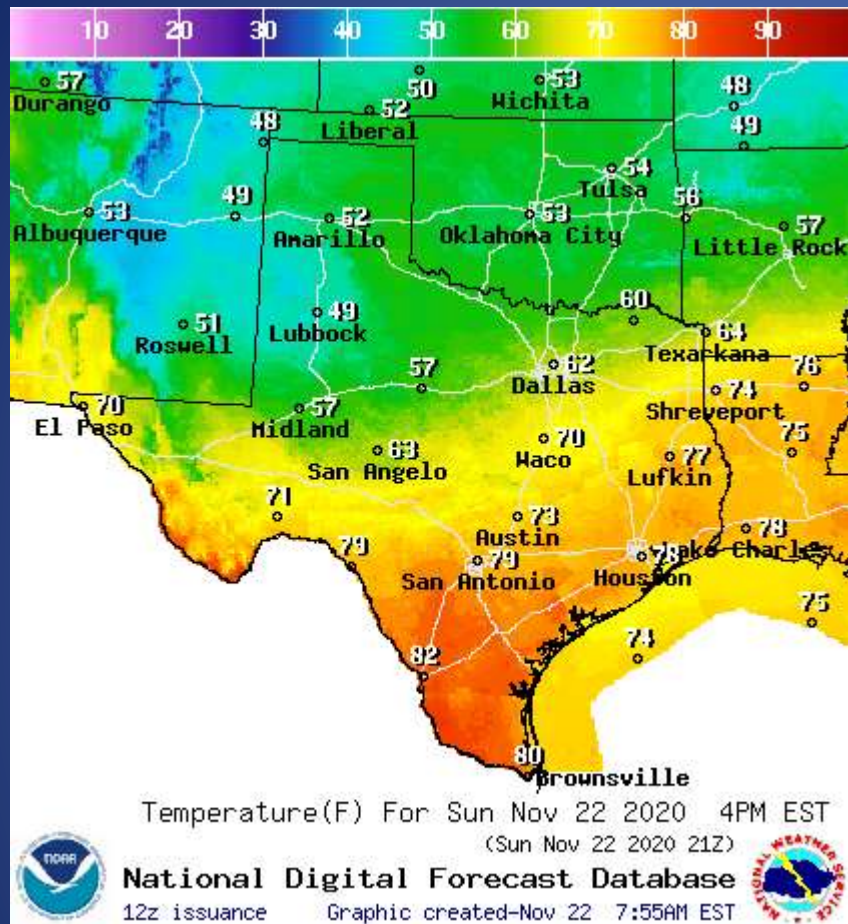 10 20 30 40 50 60 70 80 90
57
Durango
50
53
Wichita
52
Liberal
48
48
49
54
Tulsa
53
Albuquerque
49
52
Amarillo
53
Oklahoma City
56
57
Little Rock
51
Roswell
49
Lubbock
60
64
Texarkana
62
Dallas
57
76
74
Shreveport
70
El Paso
57
Midland
63
San Angelo
70
Waco
77
Lufkin
75
71
73
Austin
78
Lake Charles
79
79
San Antonio
78
Houston
75
74
82
80
Brownsville
Temperature(F) For Sun Nov 22 2020 4PM EST
(Sun Nov 22 2020 21Z)
National Digital Forecast Database
12z issuance Graphic created-Nov 22 7:55AM EST
NOAA
NATIONAL WEATHER SERVICE